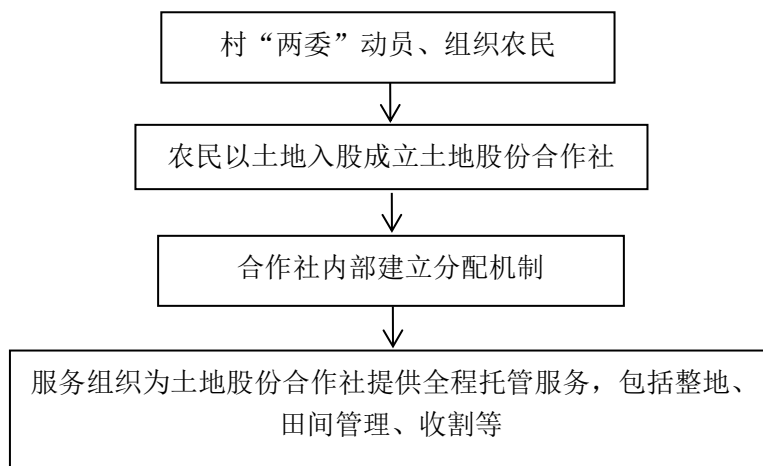 村“两委”动员、组织农民
农民以土地入股成立土地股份合作社
合作社内部建立分配机制
服务组织为土地股份合作社提供全程托管服务，包括整地、
田间管理、收割等